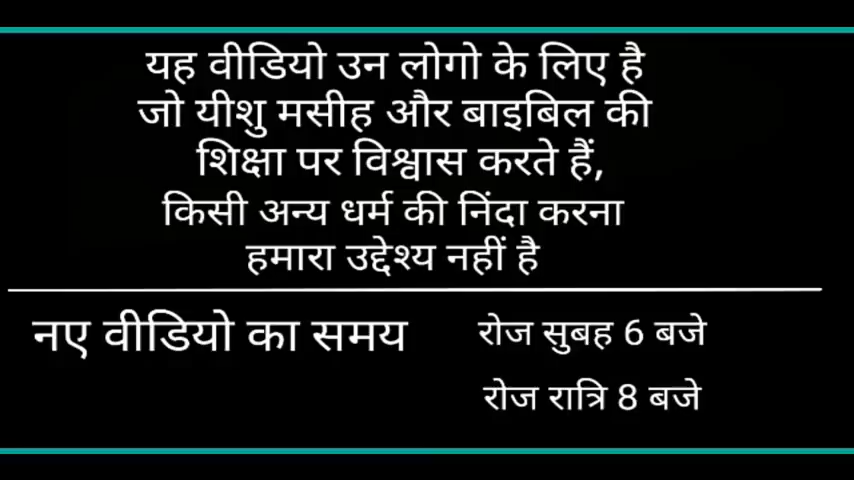 यह वीडियो उन लोगो के लिए है
जो यीशु मसीह और बाइबिल की
शिक्षा पर विश्वास करते हैं,
किसी अन्य धर्म की निंदा करना
हमारा उद्देश्य नहीं है
नए वीडियो का समय
रोज सुबह 6 बजे
रोज रात्रि 8 बजे